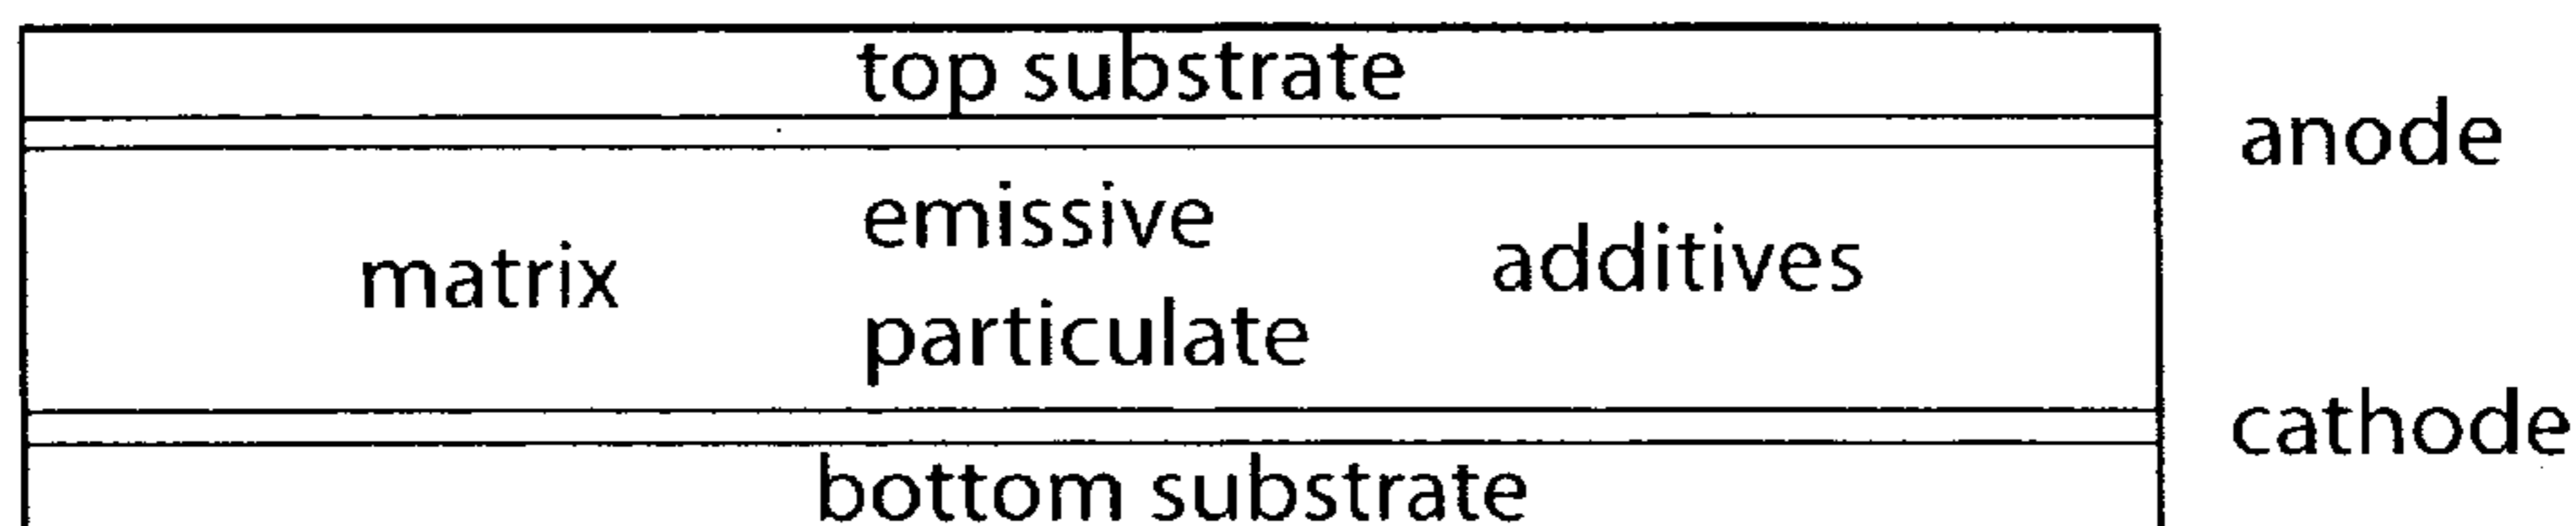 top substrate
anode
emissive
matrix
additives
particulate
cathode
bottom substrate